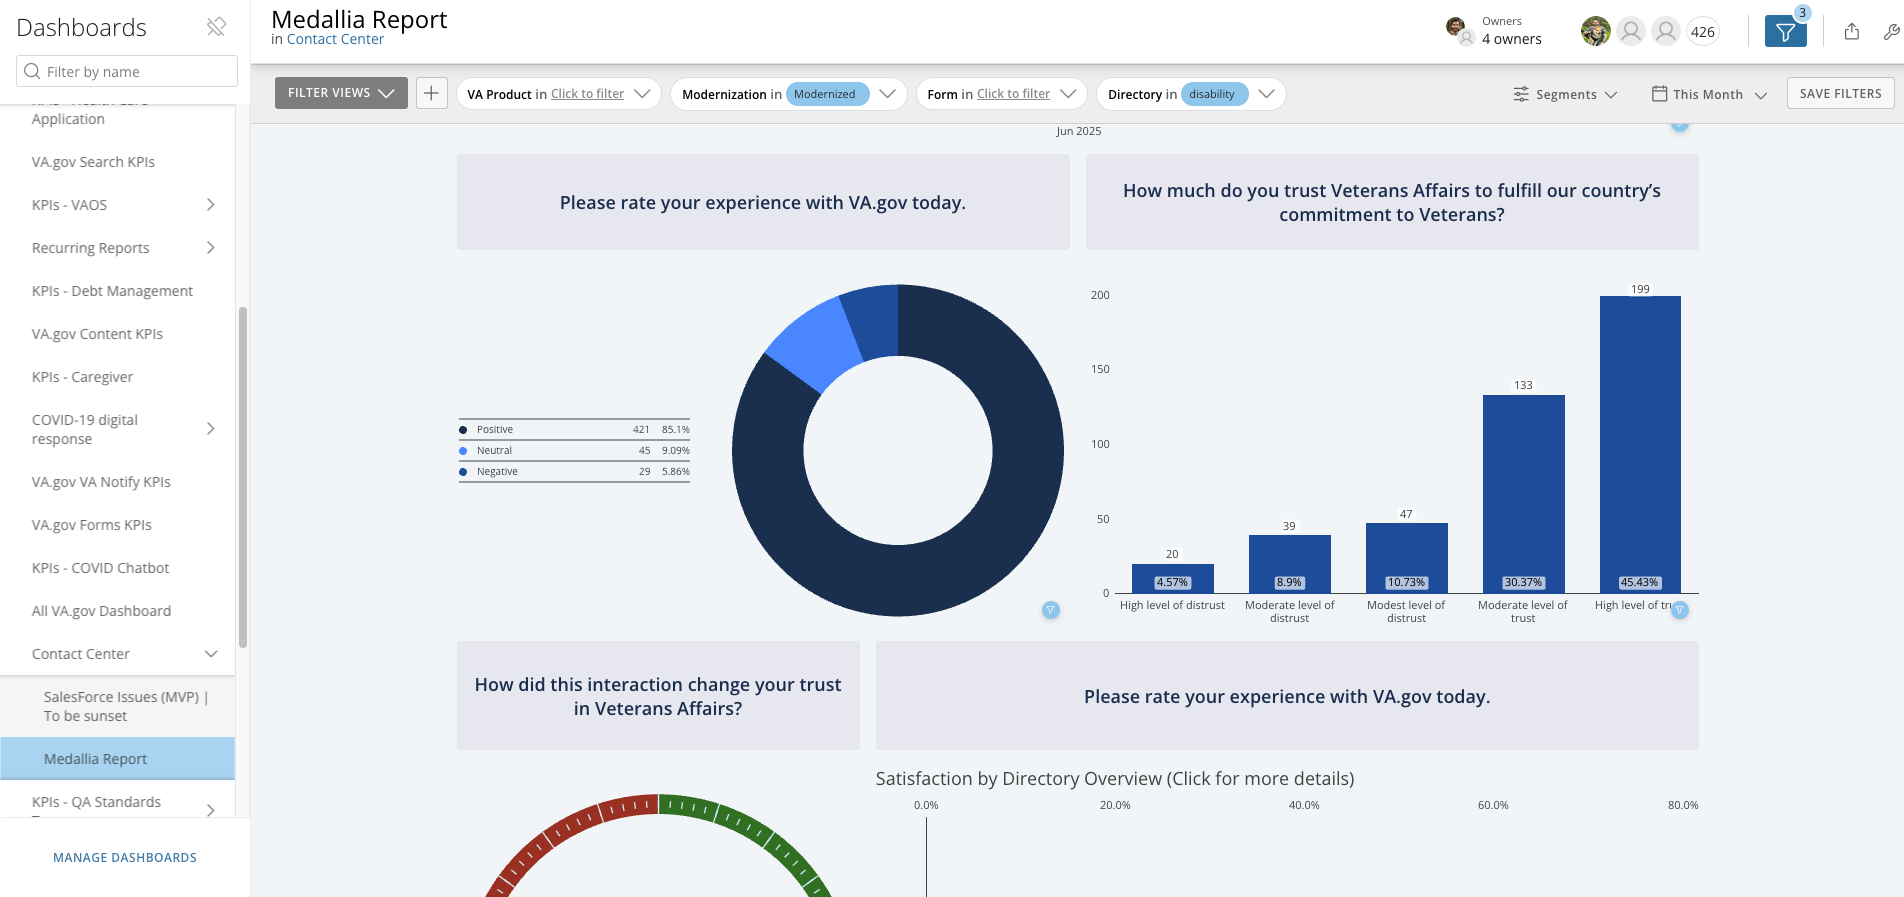 Dashboards
Filter by name
Application
VA.gov Search KPIs
KPIs - VAOS
Recurring Reports
KPIs - Debt Management
VA.gov Content KPIs
KPIs - Caregiver
COVID-19 digital
response
VA.gov VA Notify KPIs
VA.gov Forms KPIs
KPIs - COVID Chatbot
All VA.gov Dashboard
Contact Center
SalesForce Issues (MVP) |
To be sunset
Medallia Report
KPIs - QA Standards
MANAGE DASHBOARDS
Medallia Report
in Contact Center
Owners
4 owners
426
3
FILTER VIEWS
VA Product in Click to filter
Modernization in Modernized
Form in Click to filter
Directory in disability
Segments
This Month
SAVE FILTERS
Jun 2025
Please rate your experience with VA.gov today.
Positive 421 85.1%
Neutral 45 9.09%
Negative 29 5.86%
How much do you trust Veterans Affairs to fulfill our country’s
commitment to Veterans?
200
150
100
50
0
20
39
47
133
199
4.57%
8.9%
10.73%
30.37%
45.43%
High level of distrust
Moderate level of
distrust
Modest level of
distrust
Moderate level of
trust
High level of
How did this interaction change your trust
in Veterans Affairs?
Please rate your experience with VA.gov today.
Satisfaction by Directory Overview (Click for more details)
0.0%
20.0%
40.0%
60.0%
80.0%